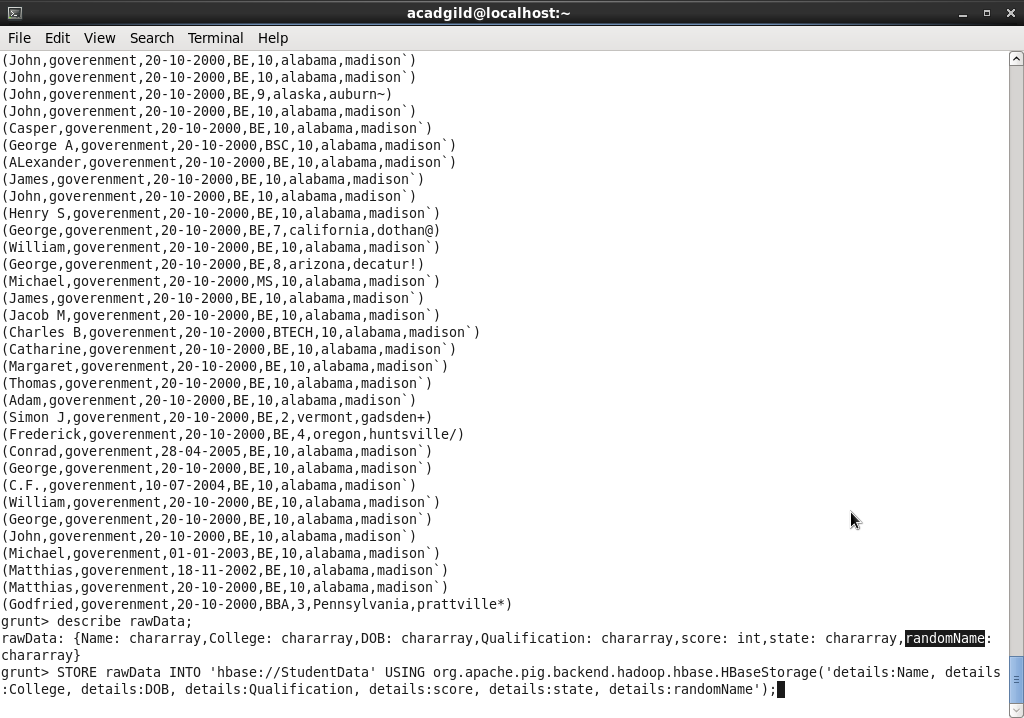 acadgild@localhost:~
File Edit View Search Terminal Help
(John,goverenment,20-10-2000,BE,10,alabama,madison`)
(John,goverenment,20-10-2000,BE,10,alabama,madison`)
(John,goverenment,20-10-2000,BE,9,alaska,auburn~)
(John,goverenment,20-10-2000,BE,10,alabama,madison`)
(Casper,goverenment,20-10-2000,BE,10,alabama,madison`)
(George A,goverenment,20-10-2000,BSC,10,alabama,madison`)
(ALexander,goverenment,20-10-2000,BE,10,alabama,madison`)
(James,goverenment,20-10-2000,BE,10,alabama,madison`)
(John,goverenment,20-10-2000,BE,10,alabama,madison`)
(Henry S,goverenment,20-10-2000,BE,10,alabama,madison`)
(George,goverenment,20-10-2000,BE,7,california,dothan@)
(William,goverenment,20-10-2000,BE,10,alabama,madison`)
(George,goverenment,20-10-2000,BE,8,arizona,decatur!)
(Michael,goverenment,20-10-2000,MS,10,alabama,madison`)
(James,goverenment,20-10-2000,BE,10,alabama,madison`)
(Jacob M,goverenment,20-10-2000,BE,10,alabama,madison`)
(Charles B,goverenment,20-10-2000,BTECH,10,alabama,madison`)
(Catharine,goverenment,20-10-2000,BE,10,alabama,madison`)
(Margaret,goverenment,20-10-2000,BE,10,alabama,madison`)
(Thomas,goverenment,20-10-2000,BE,10,alabama,madison`)
(Adam,goverenment,20-10-2000,BE,10,alabama,madison`)
(Simon J,goverenment,20-10-2000,BE,2,vermont,gadsden+)
(Frederick,goverenment,20-10-2000,BE,4,oregon,huntsville/)
(Conrad,goverenment,28-04-2005,BE,10,alabama,madison`)
(George,goverenment,20-10-2000,BE,10,alabama,madison`)
(C.F.,goverenment,10-07-2004,BE,10,alabama,madison`)
(William,goverenment,20-10-2000,BE,10,alabama,madison`)
(George,goverenment,20-10-2000,BE,10,alabama,madison`)
(John,goverenment,20-10-2000,BE,10,alabama,madison`)
(Michael,goverenment,01-01-2003,BE,10,alabama,madison`)
(Matthias,goverenment,18-11-2002,BE,10,alabama,madison`)
(Matthias,goverenment,20-10-2000,BE,10,alabama,madison`)
(Godfried,goverenment,20-10-2000,BBA,3,Pennsylvania,prattville*)
grunt> describe rawData;
rawData: {Name: chararray,College: chararray,DOB: chararray,Qualification: chararray,score: int,state: chararray,randomName:
chararray}
grunt> STORE rawData INTO 'hbase://StudentData' USING org.apache.pig.backend.hadoop.hbase.HBaseStorage('details:Name, details
:College, details:DOB, details:Qualification, details:score, details:state, details:randomName');